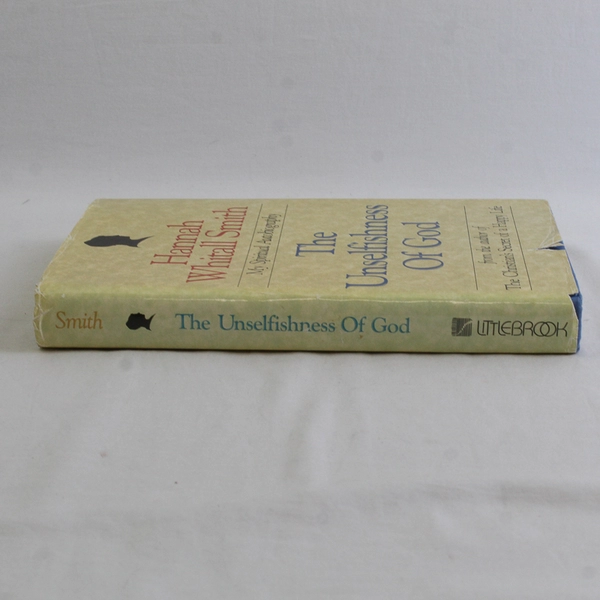 Hannah
Whitall Smith
My Spiritual Autobiography
The
Unselfishness
Of God
from the author of
The Christian's Secret of a Happy Life
Smith
The Unselfishness Of God
LITTLEBROOK